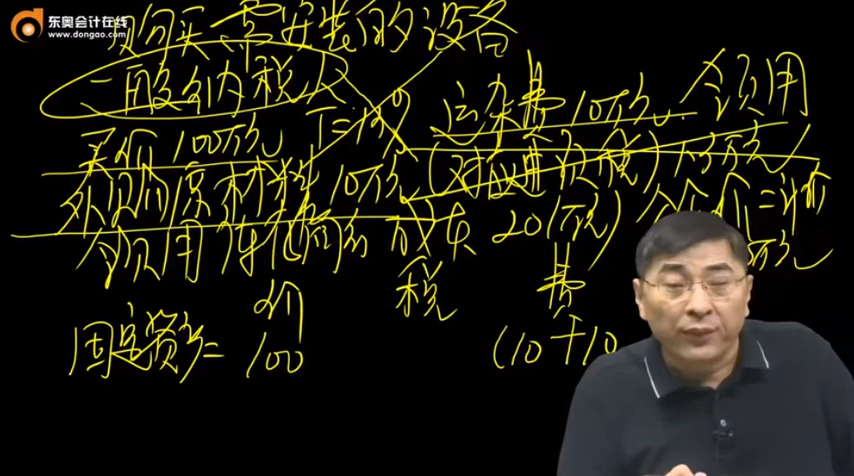 东奥会计在线
www.dongao.com
购买需安装的设备
一般纳税人
运杂费10万元 领用
买价100万元 T=
外购原材料10万元(对应进项税) 万元
领用库存商品 成本 20万元) 公允价=计价
万元
价 税 费
固定资产= 100 (10+10